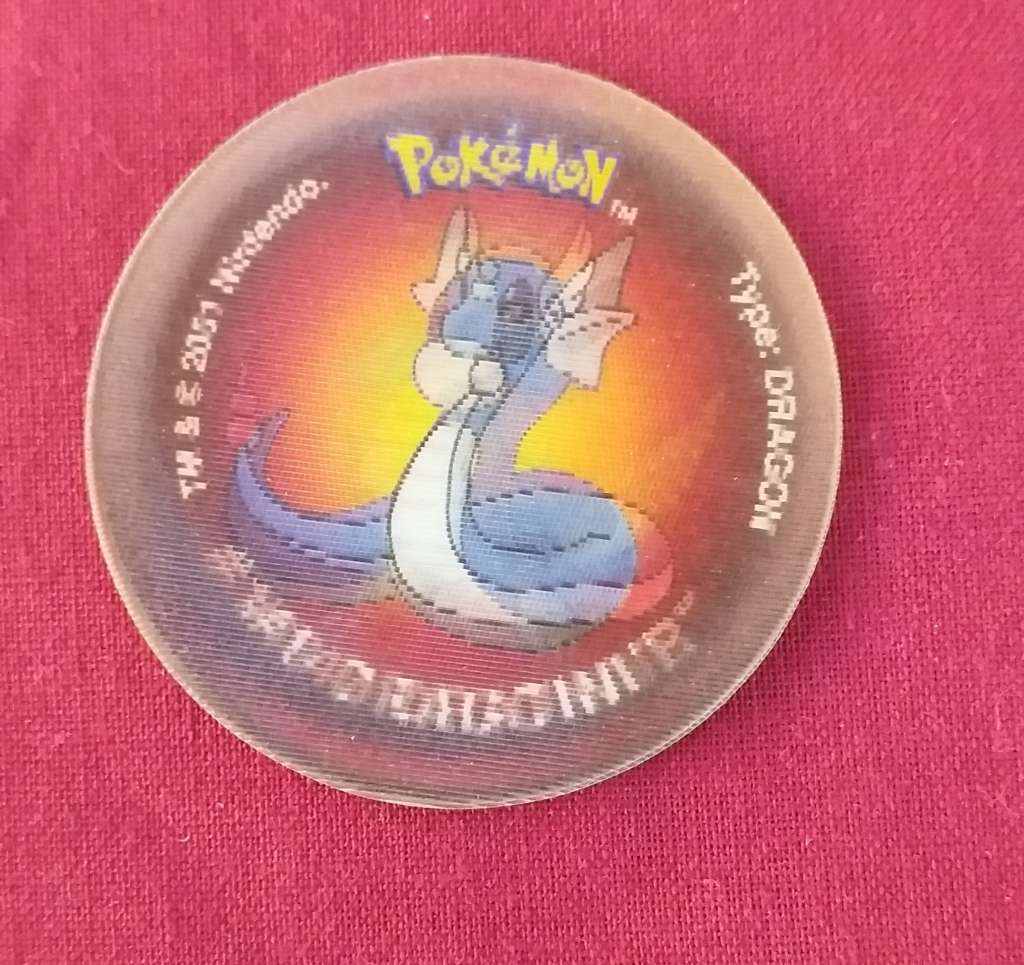 POKéMON
TM
TM & © 2001 Nintendo.
Type: DRAGON